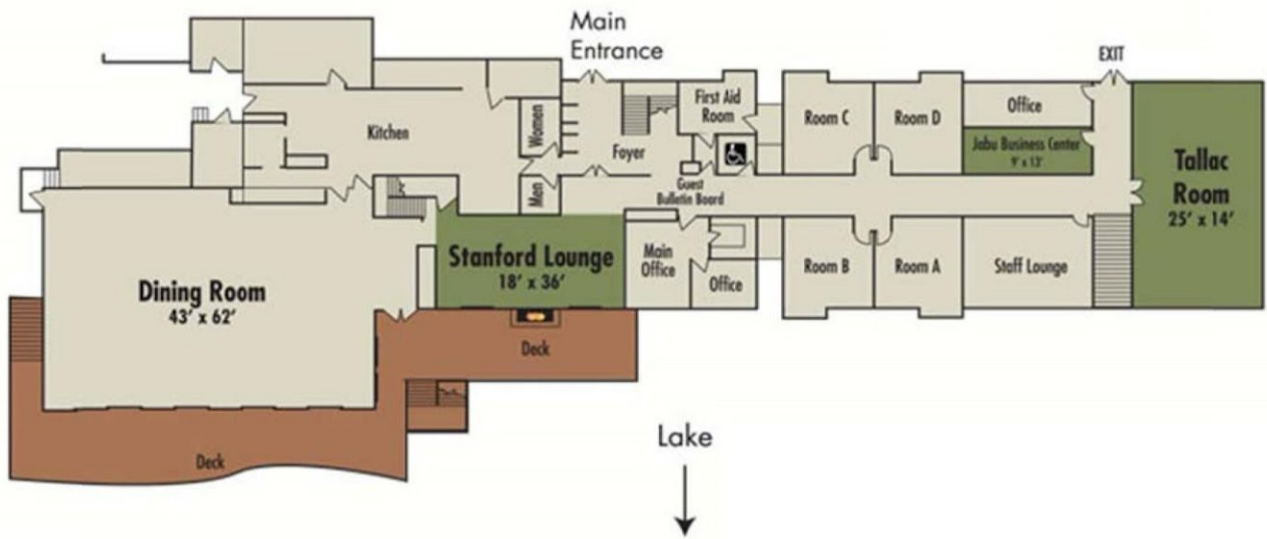 Main
Entrance
EXIT
First Aid
Room
Room C
Room D
Office
Women
Kitchen
Foyer
Jabu Business Center
9' x 13'
Tallac
Room
25' x 14'
Men
Guest
Bulletin Board
Stanford Lounge
18' x 36'
Main
Office
Office
Room B
Room A
Staff Lounge
Dining Room
43' x 62'
Deck
Lake
Deck